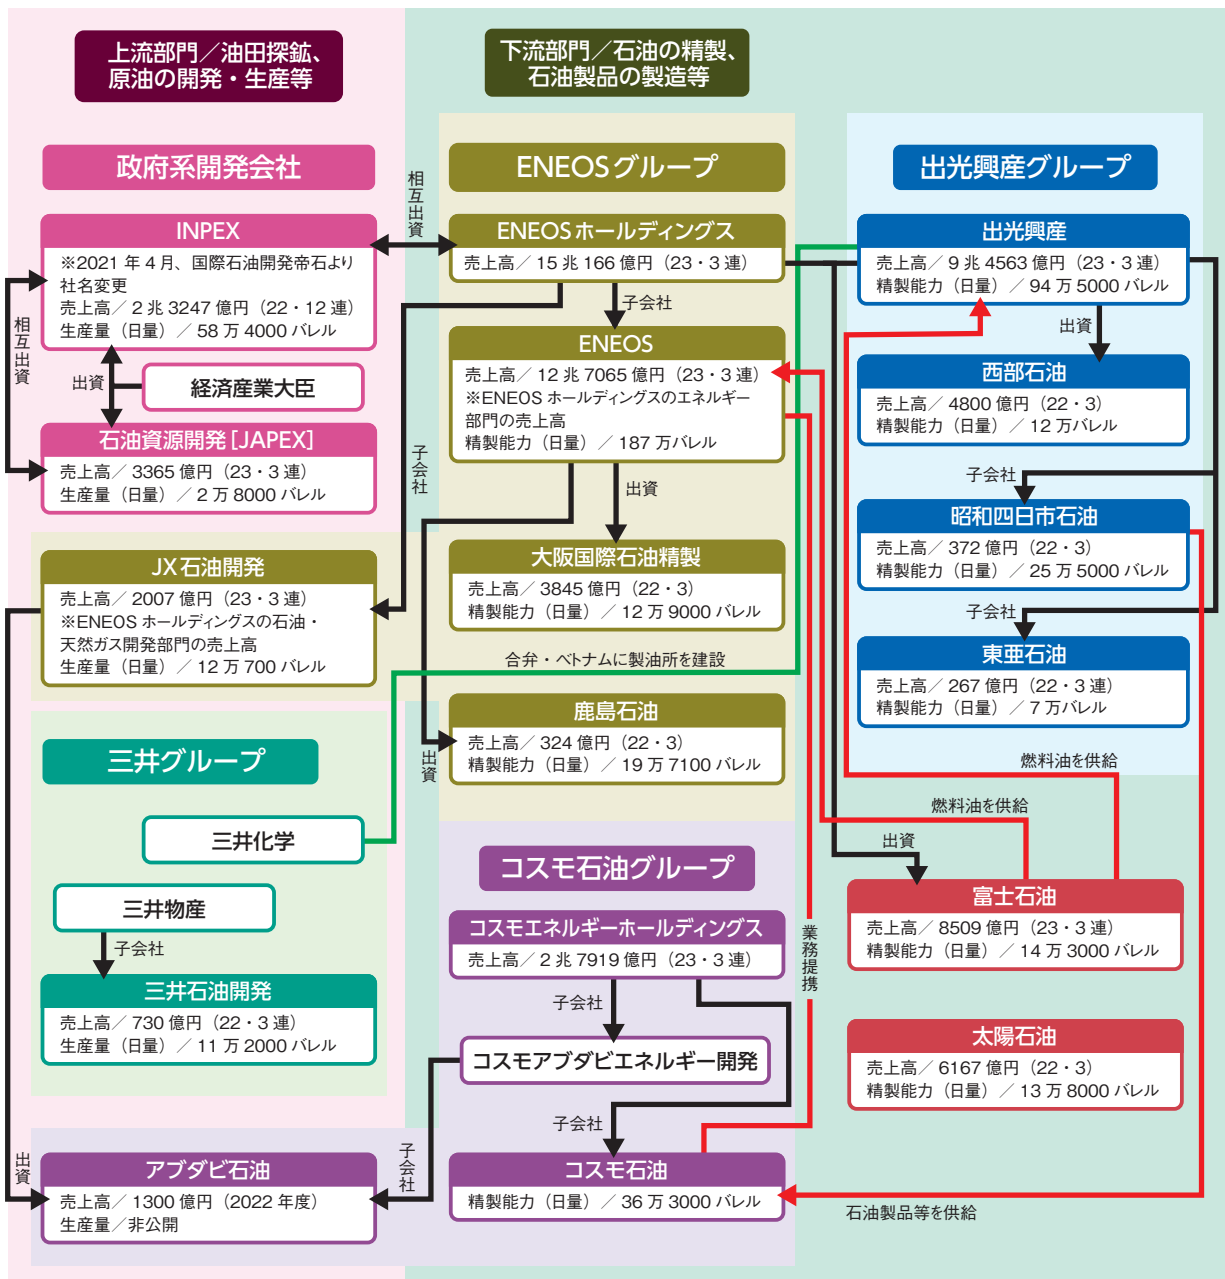 上流部門／油田探鉱、
原油の開発・生産等
下流部門／石油の精製、
石油製品の製造等
政府系開発会社
INPEX
※2021年4月、国際石油開発帝石より
社名変更
売上高／2兆3247億円（22・12連）
生産量（日量）／58万4000バレル
相互出資
出資
経済産業大臣
石油資源開発[JAPEX]
売上高／3365億円（23・3連）
生産量（日量）／2万8000バレル
相互出資
ENEOSグループ
ENEOSホールディングス
売上高／15兆166億円（23・3連）
子会社
ENEOS
売上高／12兆7065億円（23・3連）
※ENEOSホールディングスのエネルギー
部門の売上高
精製能力（日量）／187万バレル
子会社
出資
大阪国際石油精製
売上高／3845億円（22・3）
精製能力（日量）／12万9000バレル
JX石油開発
売上高／2007億円（23・3連）
※ENEOSホールディングスの石油・
天然ガス開発部門の売上高
生産量（日量）／12万700バレル
合弁・ベトナムに製油所を建設
鹿島石油
売上高／324億円（22・3）
精製能力（日量）／19万7100バレル
出資
出光興産グループ
出光興産
売上高／9兆4563億円（23・3連）
精製能力（日量）／94万5000バレル
出資
西部石油
売上高／4800億円（22・3）
精製能力（日量）／12万バレル
子会社
昭和四日市石油
売上高／372億円（22・3）
精製能力（日量）／25万5000バレル
子会社
東亜石油
売上高／267億円（22・3連）
精製能力（日量）／7万バレル
燃料油を供給
燃料油を供給
出資
富士石油
売上高／8509億円（23・3連）
精製能力（日量）／14万3000バレル
太陽石油
売上高／6167億円（22・3）
精製能力（日量）／13万8000バレル
三井グループ
三井化学
三井物産
子会社
三井石油開発
売上高／730億円（22・3連）
生産量（日量）／11万2000バレル
コスモ石油グループ
コスモエネルギーホールディングス
売上高／2兆7919億円（23・3連）
業務提携
子会社
コスモアブダビエネルギー開発
子会社
コスモ石油
精製能力（日量）／36万3000バレル
石油製品等を供給
出資
アブダビ石油
売上高／1300億円（2022年度）
生産量／非公開
子会社